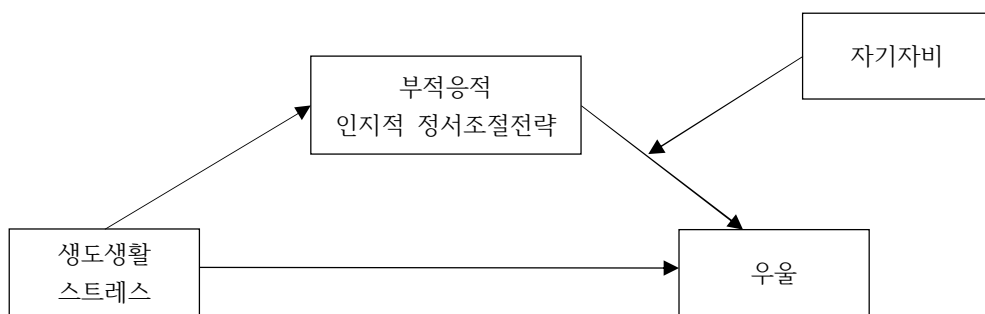 자기자비
부적응적
인지적 정서조절전략
생도생활
스트레스
우울